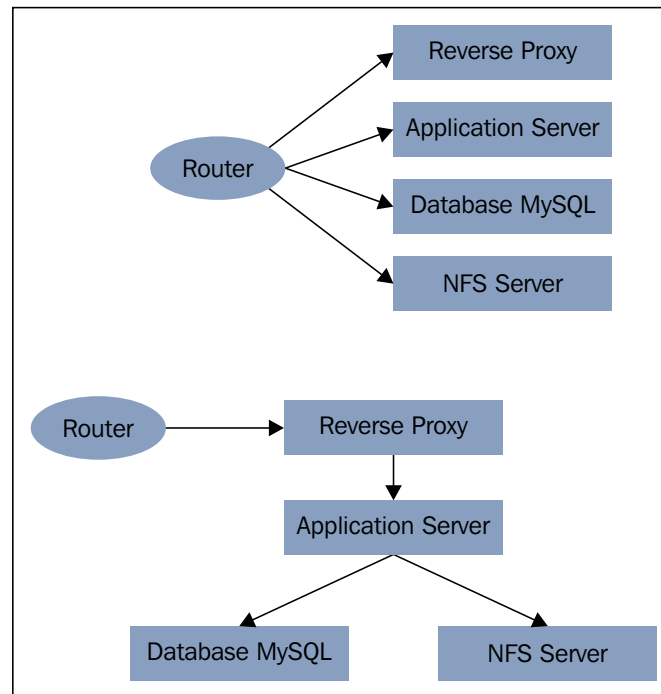 Reverse Proxy
Application Server
Router
Database MySQL
NFS Server
Router
Reverse Proxy
Application Server
Database MySQL
NFS Server